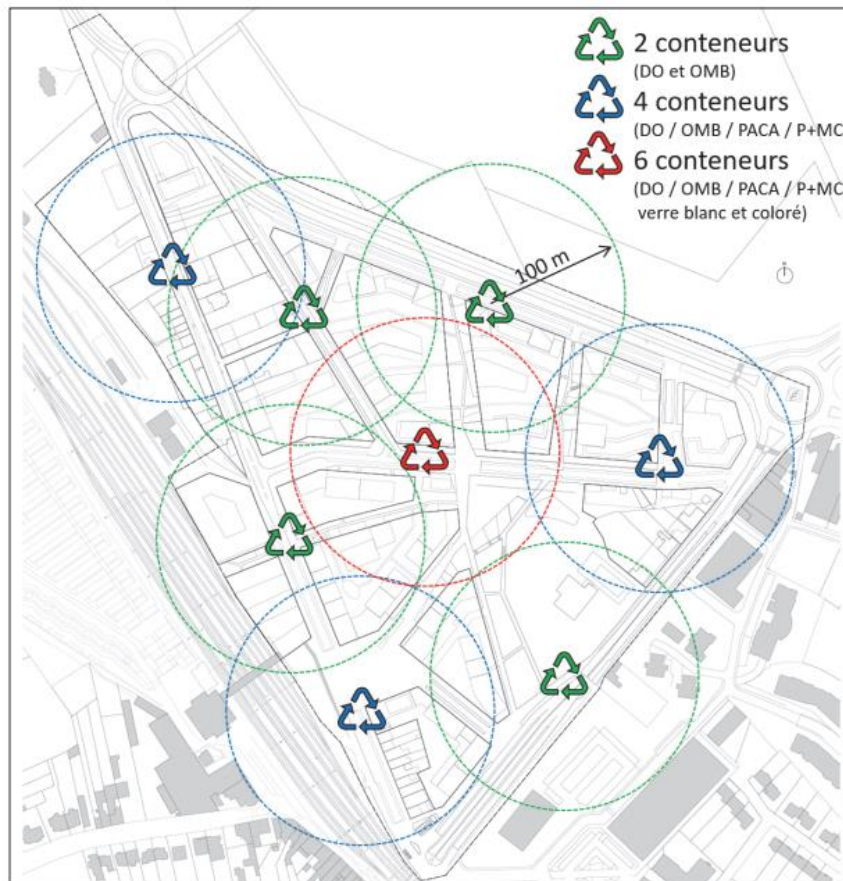 2 conteneurs
(DO et OMB)
4 conteneurs
(DO / OMB / PACA / P+MC
6 conteneurs
(DO / OMB / PACA / P+MC
verre blanc et coloré)
100 m